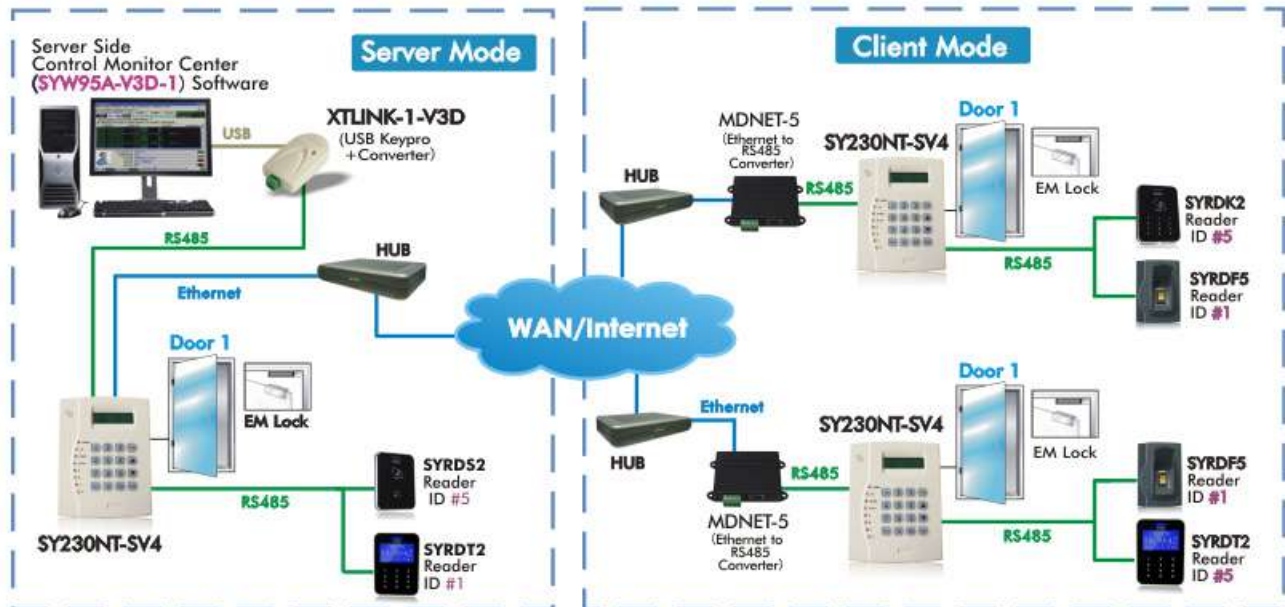 Server Side
Control Monitor Center
(SYW95A-V3D-1) Software
Server Mode
USB
XTLINK-1-V3D
(USB Keypro
+Converter)
RS485
HUB
Ethernet
Door 1
EM Lock
SY230NT-SV4
RS485
SYRDS2
Reader
ID #5
SYRDT2
Reader
ID #1
WAN/Internet
Client Mode
HUB
MDNET-5
(Ethernet to
RS485
Converter)
RS485
SY230NT-SV4
Door 1
EM Lock
RS485
SYRDK2
Reader
ID #5
SYRDF5
Reader
ID #1
HUB
Ethernet
MDNET-5
(Ethernet to
RS485
Converter)
RS485
SY230NT-SV4
Door 1
EM Lock
RS485
SYRDF5
Reader
ID #1
SYRDT2
Reader
ID #5